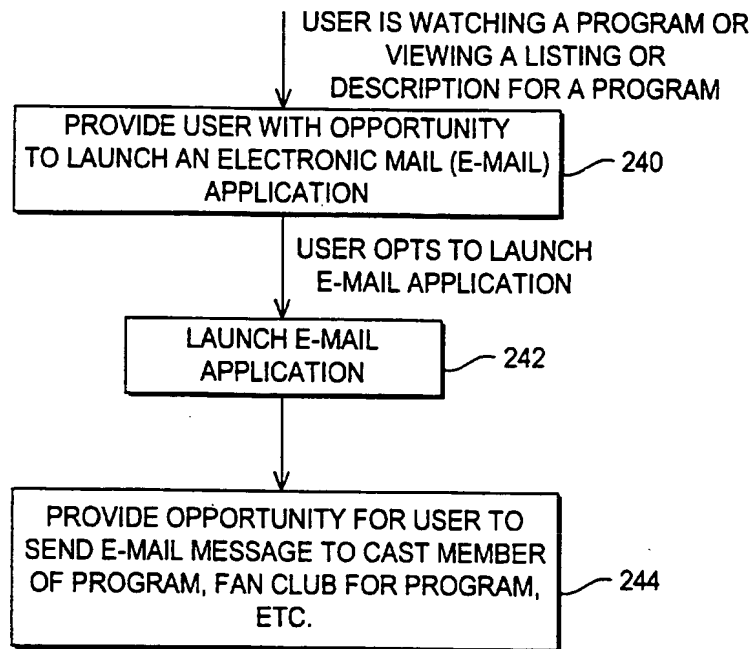 USER IS WATCHING A PROGRAM OR
VIEWING A LISTING OR
DESCRIPTION FOR A PROGRAM
PROVIDE USER WITH OPPORTUNITY
TO LAUNCH AN ELECTRONIC MAIL (E-MAIL)
APPLICATION
240
USER OPTS TO LAUNCH
E-MAIL APPLICATION
LAUNCH E-MAIL
APPLICATION
242
PROVIDE OPPORTUNITY FOR USER TO
SEND E-MAIL MESSAGE TO CAST MEMBER
OF PROGRAM, FAN CLUB FOR PROGRAM,
ETC.
244